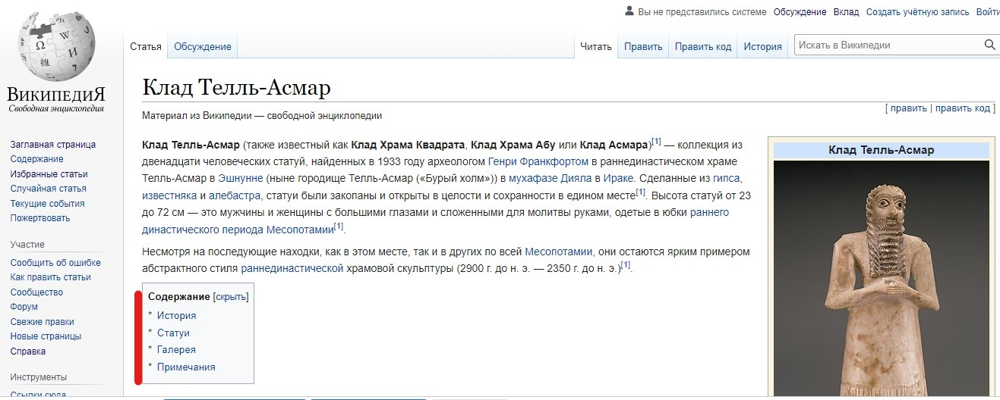 Вы не представились системе Обсуждение Вклад Создать учётную запись Войти
Статья Обсуждение Читать Править Править код История Искать в Википедии
ВикипедиЯ
Свободная энциклопедия
Заглавная страница
Содержание
Избранные статьи
Случайная статья
Текущие события
Пожертвовать
Участие
Сообщить об ошибке
Как править статьи
Сообщество
Форум
Свежие правки
Новые страницы
Справка
Инструменты
Ссылки сюда
Клад Телль-Асмар
[ править | править код ]
Материал из Википедии — свободной энциклопедии
Клад Телль-Асмар (также известный как Клад Храма Квадрата, Клад Храма Абу или Клад Асмара)[1] — коллекция из
двенадцати человеческих статуй, найденных в 1933 году археологом Генри Франкфортом в раннединастическом храме
Телль-Асмар в Эшнунне (ныне городище Телль-Асмар («Бурый холм»)) в мухафазе Дияла в Ираке. Сделанные из гипса,
известняка и алебастра, статуи были закопаны и открыты в целости и сохранности в едином месте[1]. Высота статуй от 23
до 72 см — это мужчины и женщины с большими глазами и сложенными для молитвы руками, одетые в юбки раннего
династического периода Месопотамии[1].
Несмотря на последующие находки, как в этом месте, так и в других по всей Месопотамии, они остаются ярким примером
абстрактного стиля раннединастической храмовой скульптуры (2900 г. до н. э. — 2350 г. до н. э.)[1].
Содержание [скрыть]
* История
* Статуи
* Галерея
* Примечания
Клад Телль-Асмар